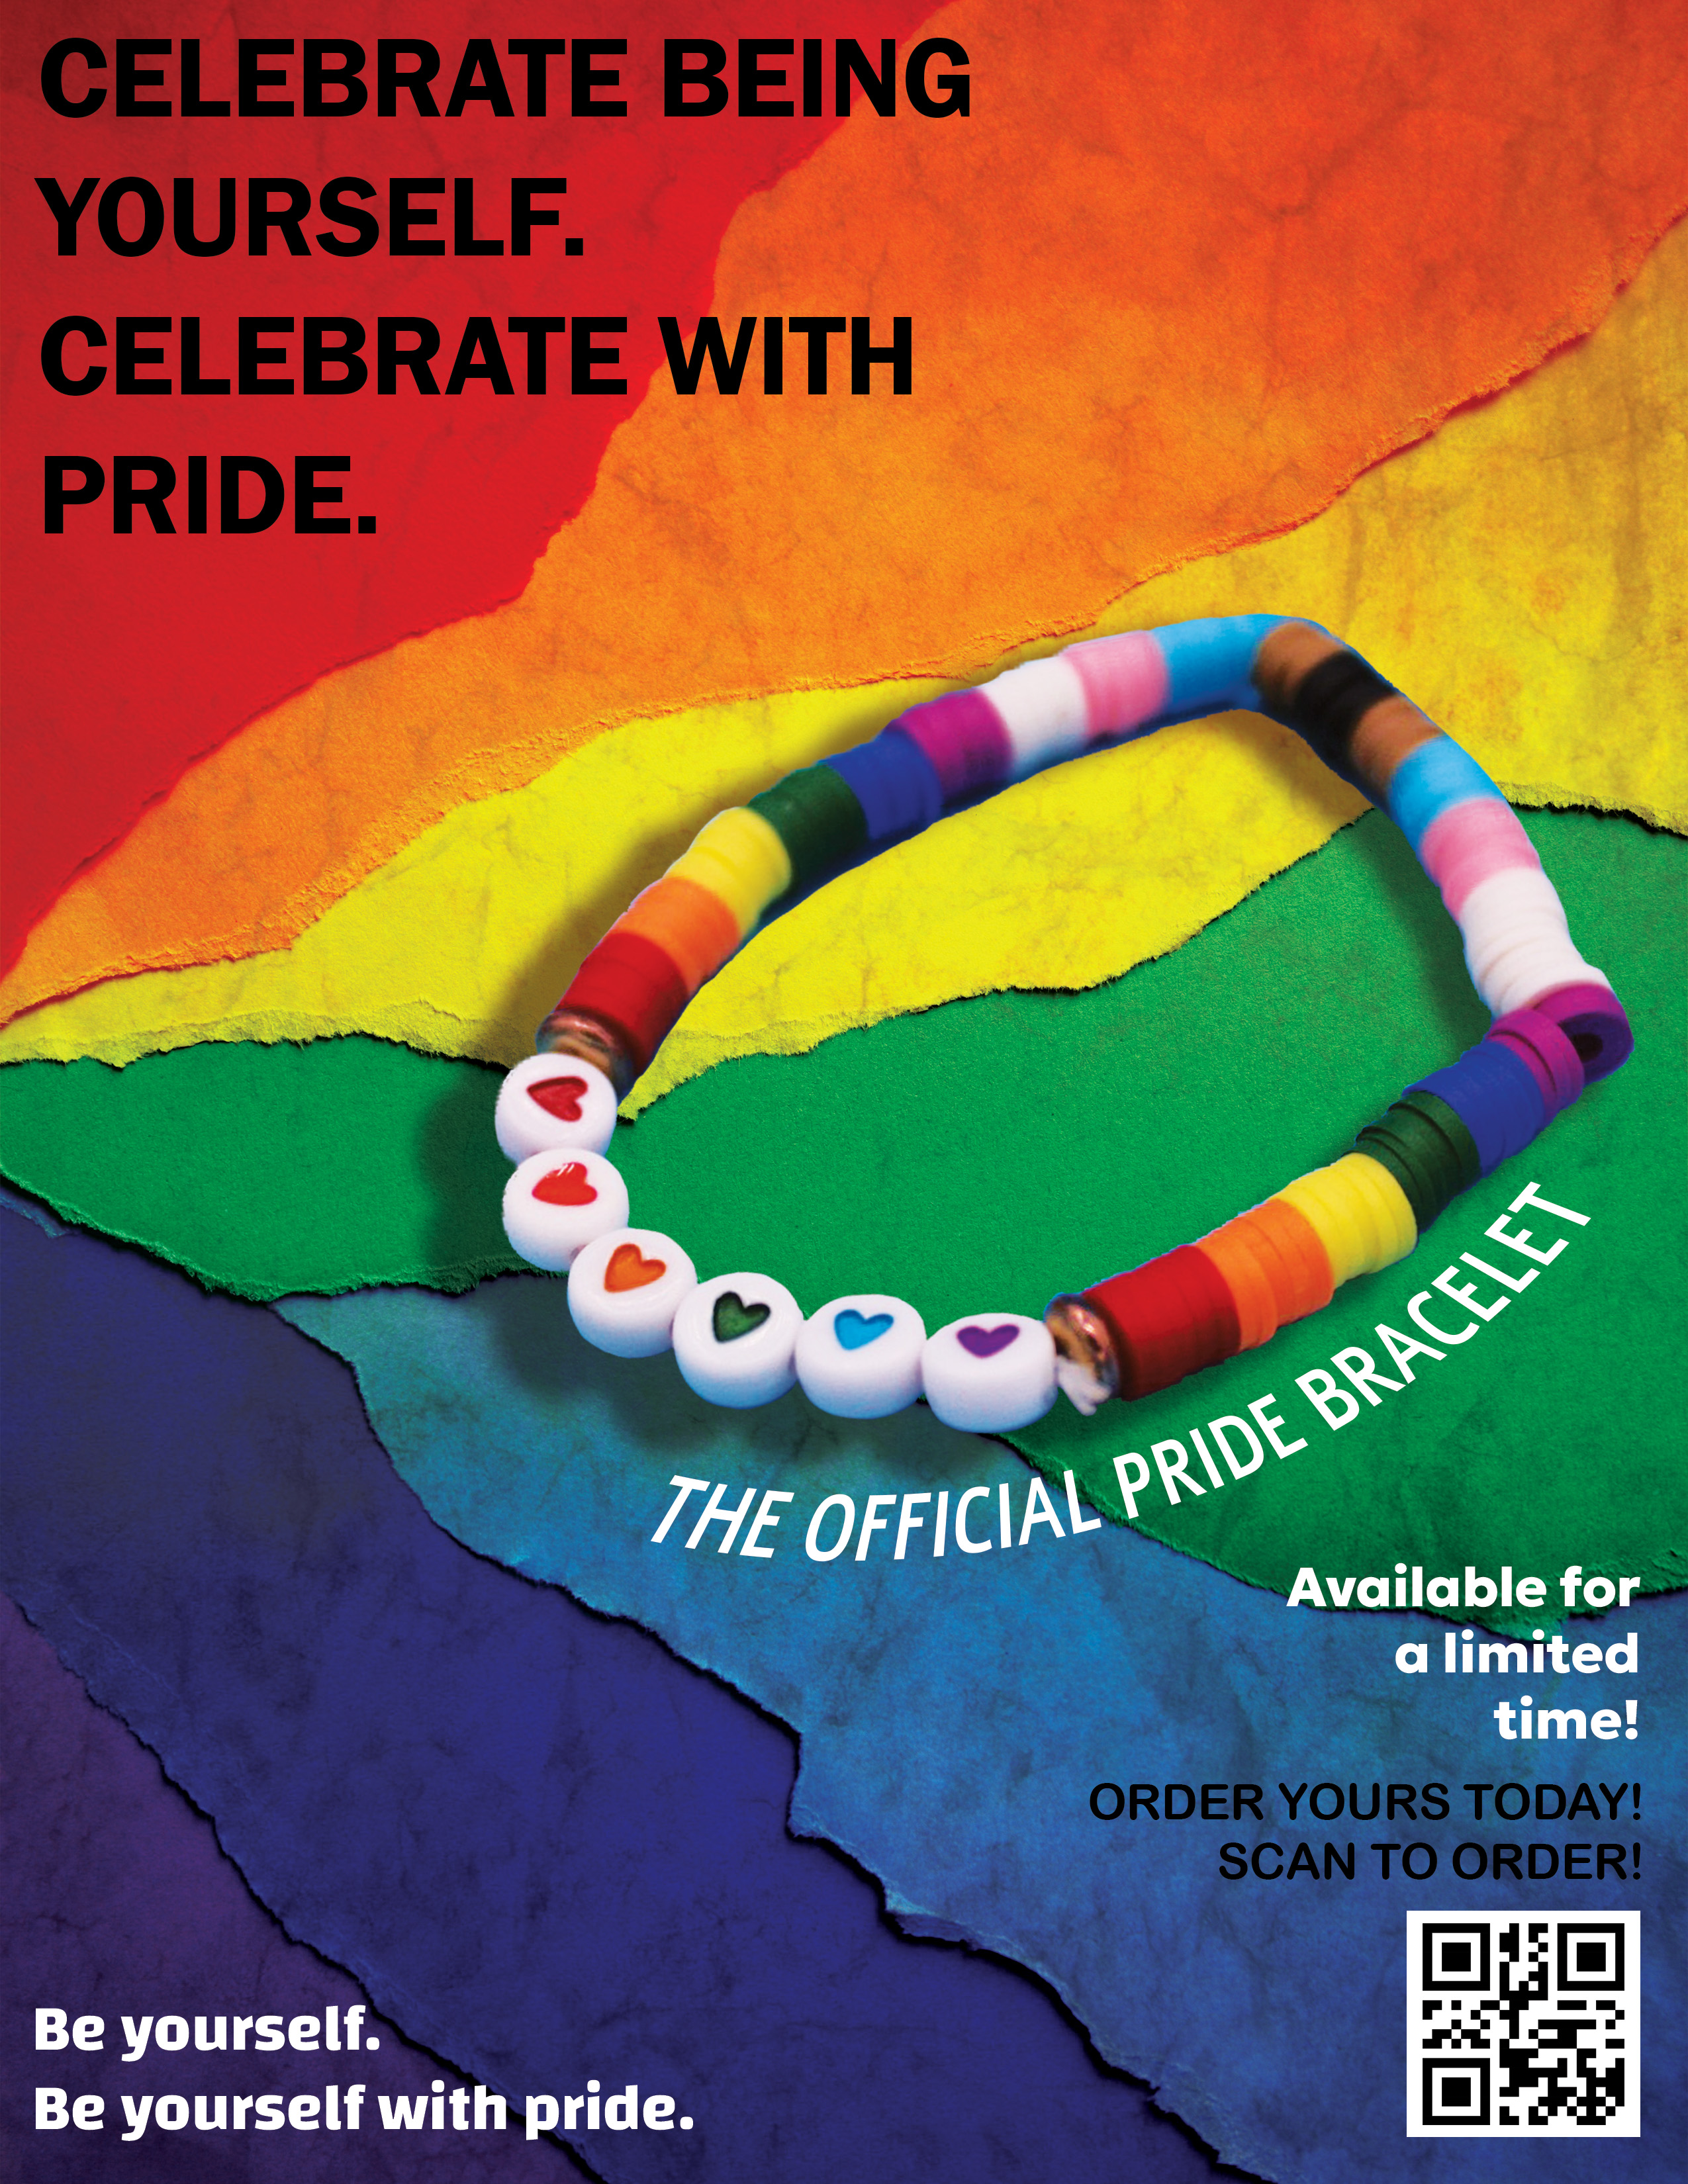 CELEBRATE BEING
YOURSELF.
CELEBRATE WITH
PRIDE.
THE OFFICIAL PRIDE BRACELET
Available for
a limited
time!
ORDER YOURS TODAY!
SCAN TO ORDER!
Be yourself.
Be yourself with pride.